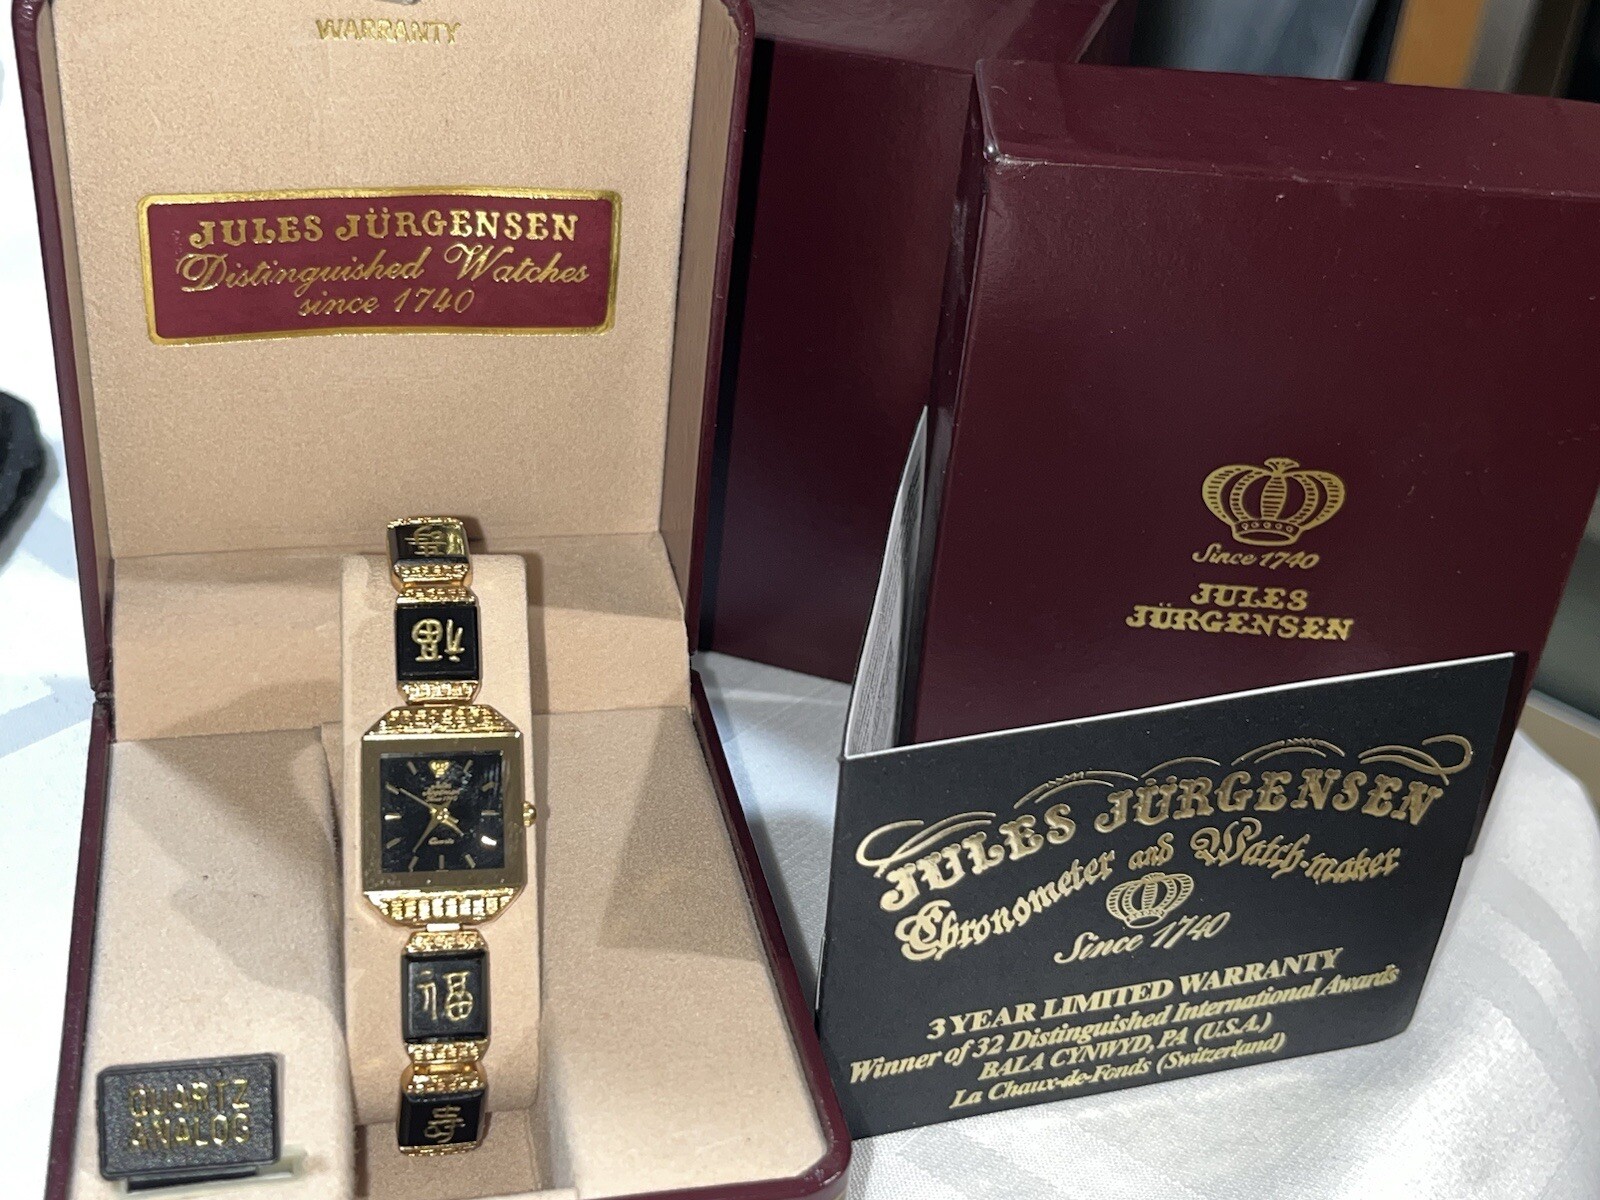 WARRANTY
JULES JÜRGENSEN
Distinguished Watches
since 1740
福
福
寿
QUARTZ
ANALOG
Since 1740
JULES
JÜRGENSEN
JULES JÜRGENSEN
Chronometer and Watch-maker
Since 1740
3 YEAR LIMITED WARRANTY
Winner of 32 Distinguished International Awards
BALA CYNWYD, PA (U.S.A.)
La Chaux-de-Fonds (Switzerland)